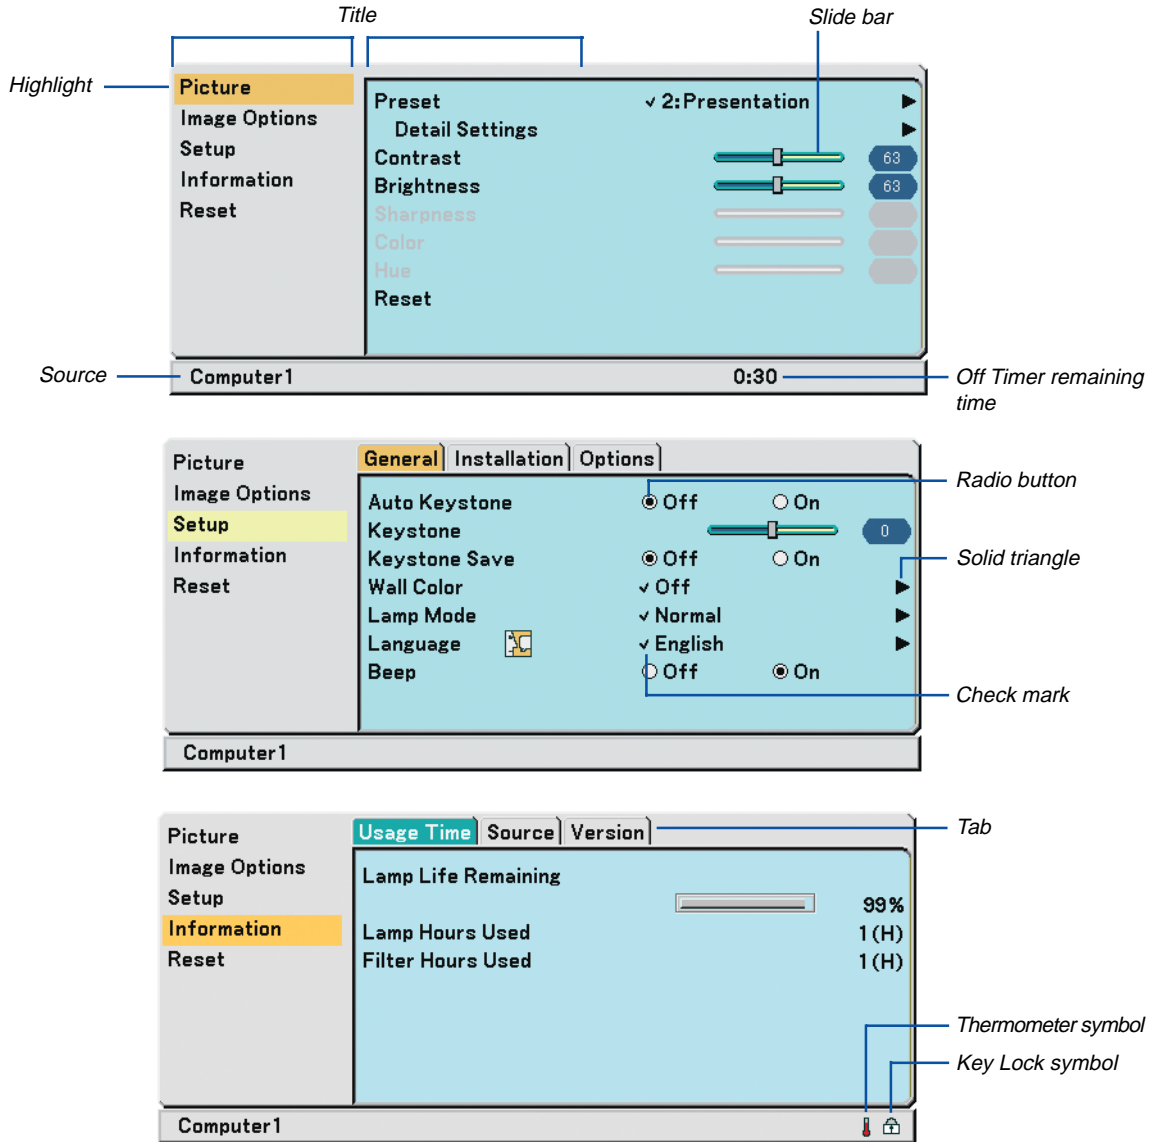 Title
Slide bar
Highlight
Picture
Image Options
Setup
Information
Reset
Preset ✓ 2:Presentation ▶
Detail Settings ▶
Contrast 63
Brightness 63
Sharpness
Color
Hue
Reset
Source
Computer1 0:30
Off Timer remaining
time
Picture
Image Options
Setup
Information
Reset
General Installation Options
Auto Keystone Off On
Keystone 0
Keystone Save Off On
Wall Color ✓ Off ▶
Lamp Mode ✓ Normal ▶
Language ✓ English ▶
Beep Off On
Radio button
Solid triangle
Check mark
Computer1
Picture
Image Options
Setup
Information
Reset
Usage Time Source Version
Tab
Lamp Life Remaining
99%
Lamp Hours Used 1(H)
Filter Hours Used 1(H)
Thermometer symbol
Key Lock symbol
Computer1